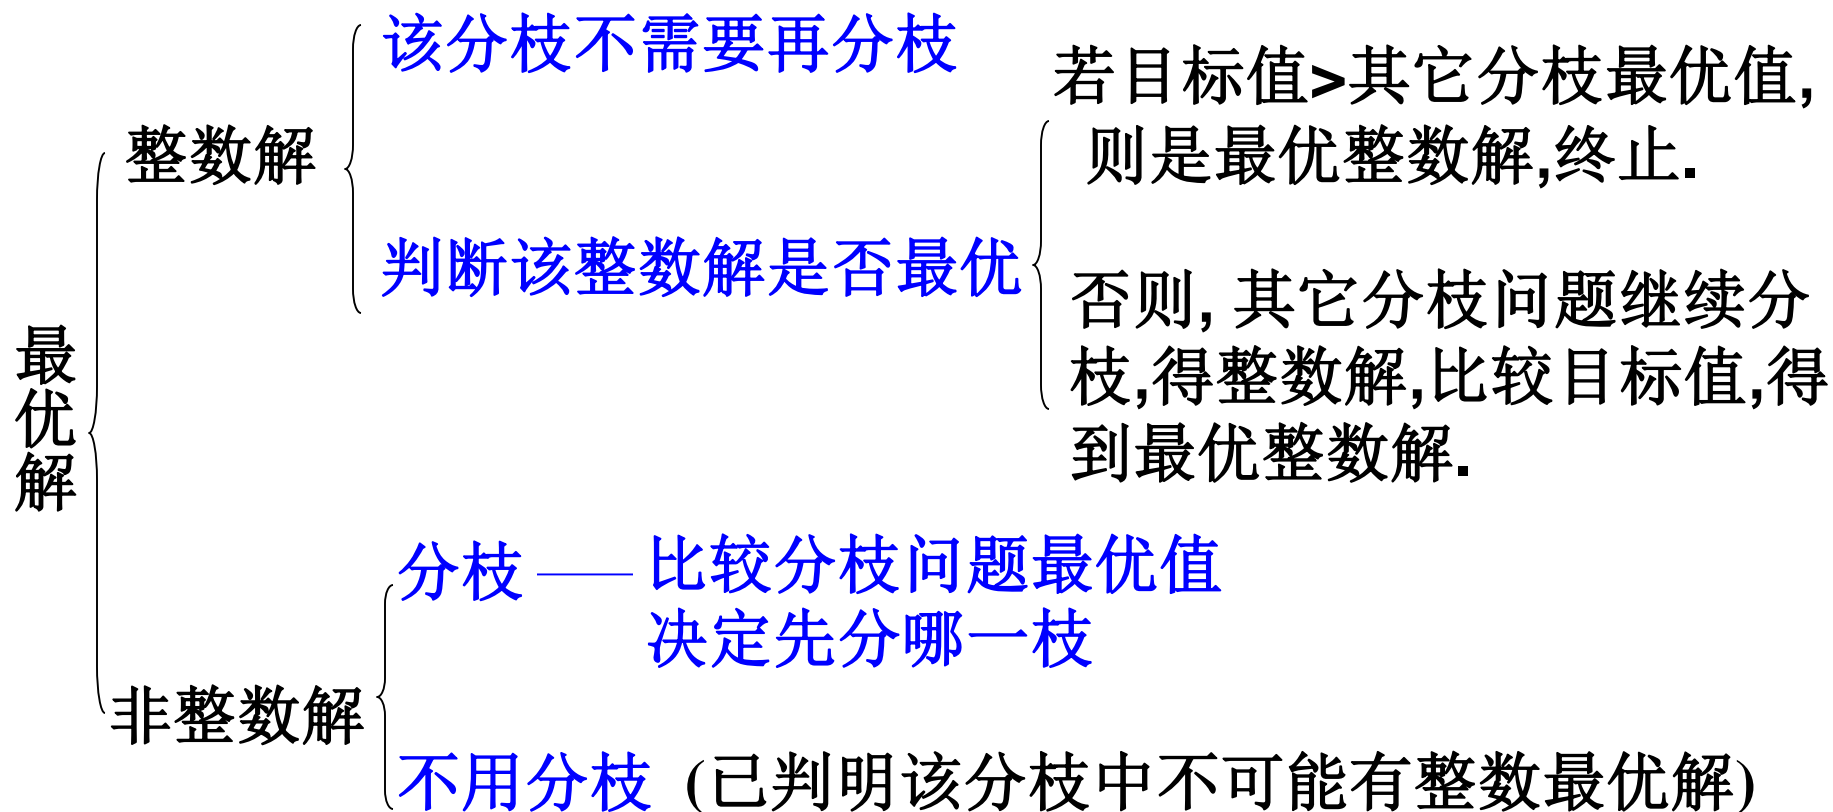 最优解
整数解
该分枝不需要再分枝
判断该整数解是否最优
若目标值>其它分枝最优值,
则是最优整数解,终止.
否则, 其它分枝问题继续分
枝,得整数解,比较目标值,得
到最优整数解.
非整数解
分枝
比较分枝问题最优值
决定先分哪一枝
不用分枝 (已判明该分枝中不可能有整数最优解)